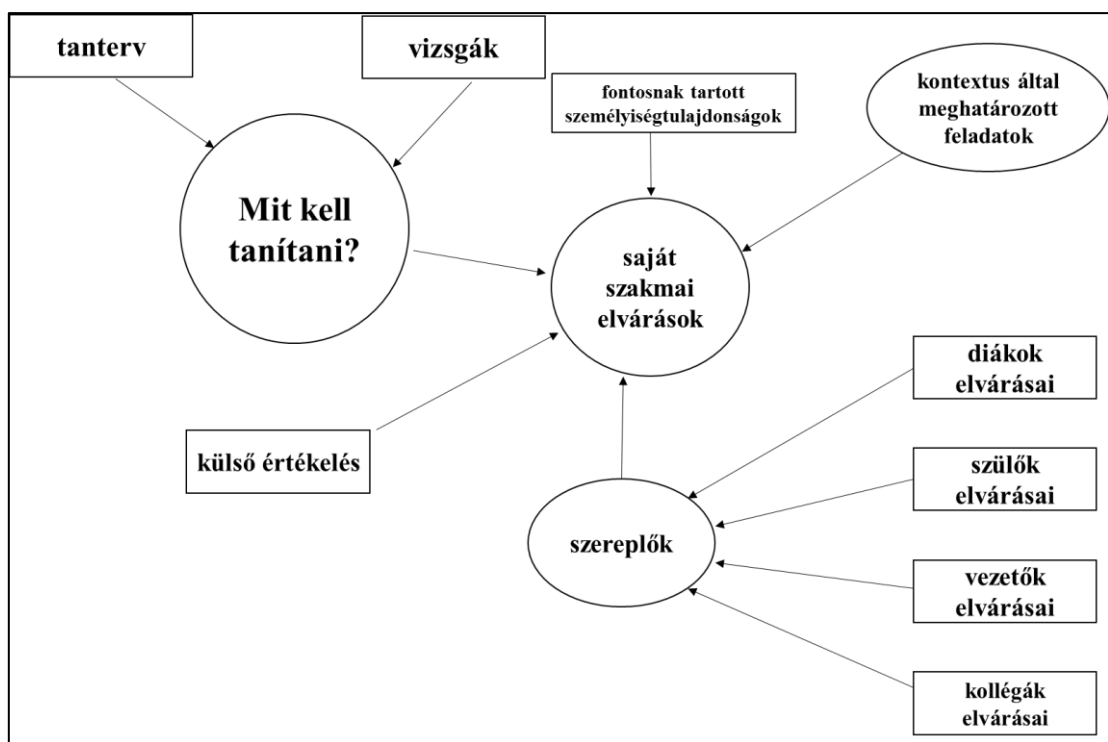 tanterv
vizsgák
fontosnak tartott
személyiségtulajdonságok
kontextus által
meghatározott
feladatok
Mit kell
tanítani?
saját
szakmai
elvárások
diákok
elvárásai
külső értékelés
szülők
elvárásai
szereplők
vezetők
elvárásai
kollégák
elvárásai